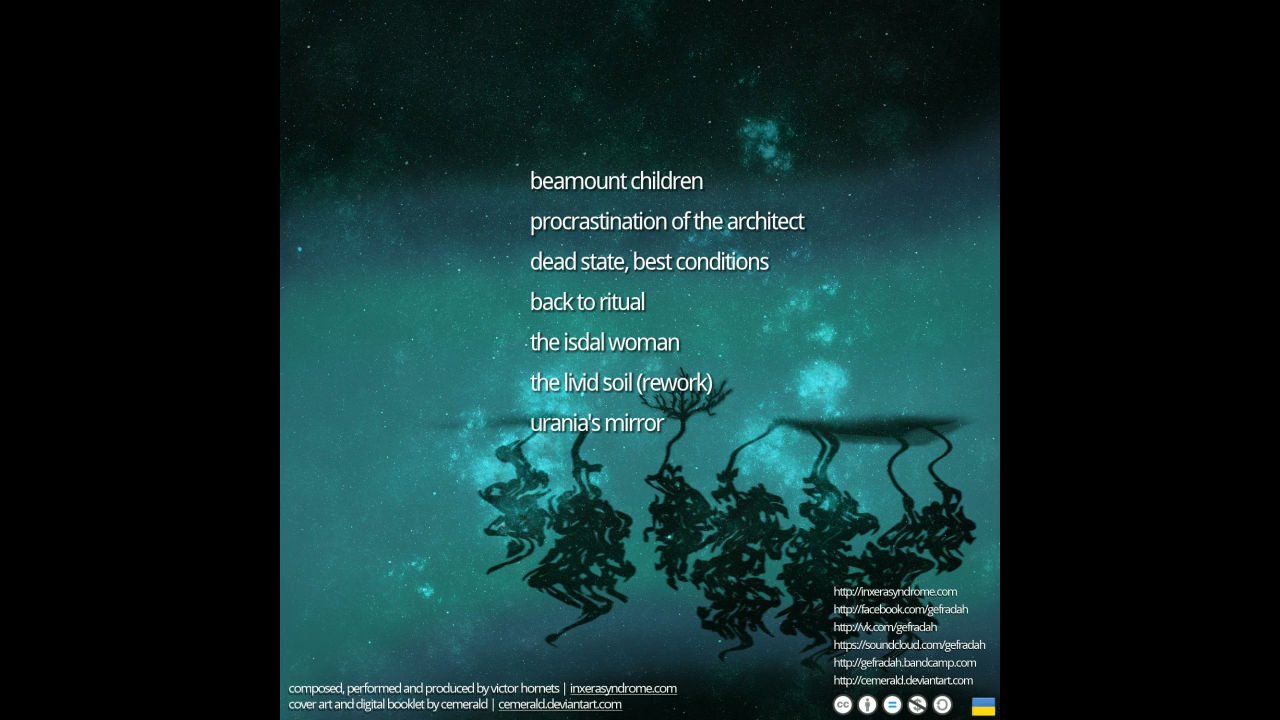 beamount children
procrastination of the architect
dead state, best conditions
back to ritual
the isdal woman
the livid soil (rework)
urania's mirror
http://inxerasyndrome.com
http://facebook.com/gefradah
http://vk.com/gefradah
https://soundcloud.com/gefradah
http://gefradah.bandcamp.com
http://cemerald.deviantart.com
composed, performed and produced by victor hornets | inxerasyndrome.com
cover art and digital booklet by cemerald | cemerald.deviantart.com
cc